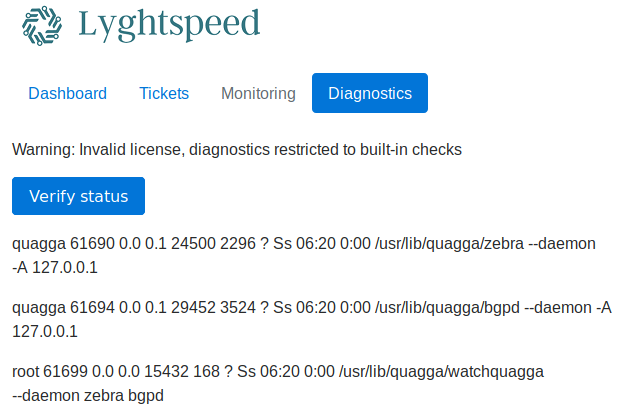 Lyghtspeed
Dashboard Tickets Monitoring Diagnostics
Warning: Invalid license, diagnostics restricted to built-in checks
Verify status
quagga 61690 0.0 0.1 24500 2296 ? Ss 06:20 0:00 /usr/lib/quagga/zebra --daemon
-A 127.0.0.1
quagga 61694 0.0 0.1 29452 3524 ? Ss 06:20 0:00 /usr/lib/quagga/bgpd --daemon -A
127.0.0.1
root 61699 0.0 0.0 15432 168 ? Ss 06:20 0:00 /usr/lib/quagga/watchquagga
--daemon zebra bgpd